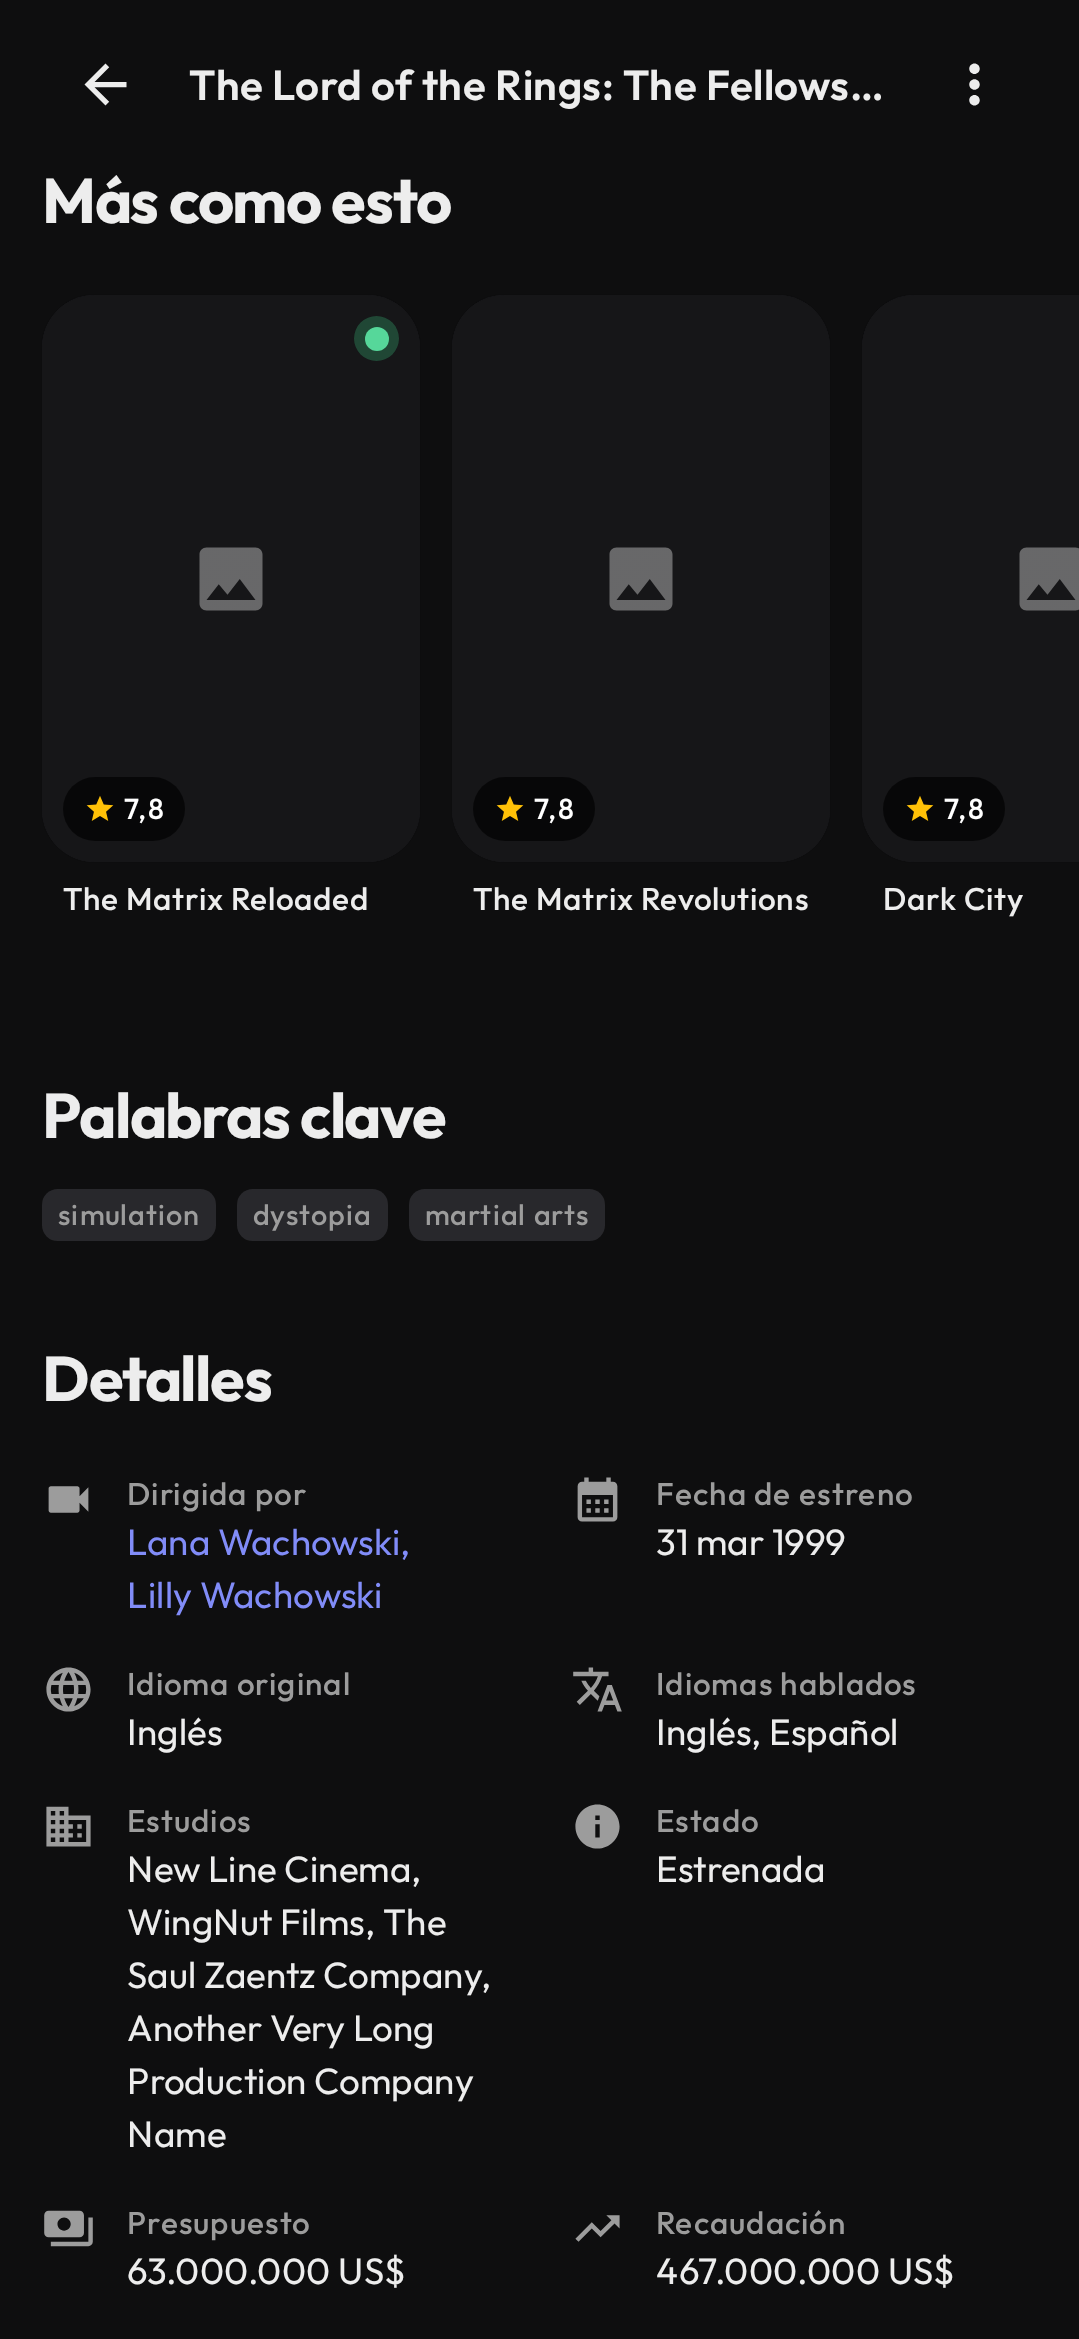 The Lord of the Rings: The Fellows...
Más como esto
7,8
7,8
7,8
The Matrix Reloaded
The Matrix Revolutions
Dark City
Palabras clave
simulation
dystopia
martial arts
Detalles
Dirigida por
Lana Wachowski,
Lilly Wachowski
Fecha de estreno
31 mar 1999
Idioma original
Inglés
Idiomas hablados
Inglés, Español
Estudios
New Line Cinema,
WingNut Films, The
Saul Zaentz Company,
Another Very Long
Production Company
Name
Estado
Estrenada
Presupuesto
63.000.000 US$
Recaudación
467.000.000 US$